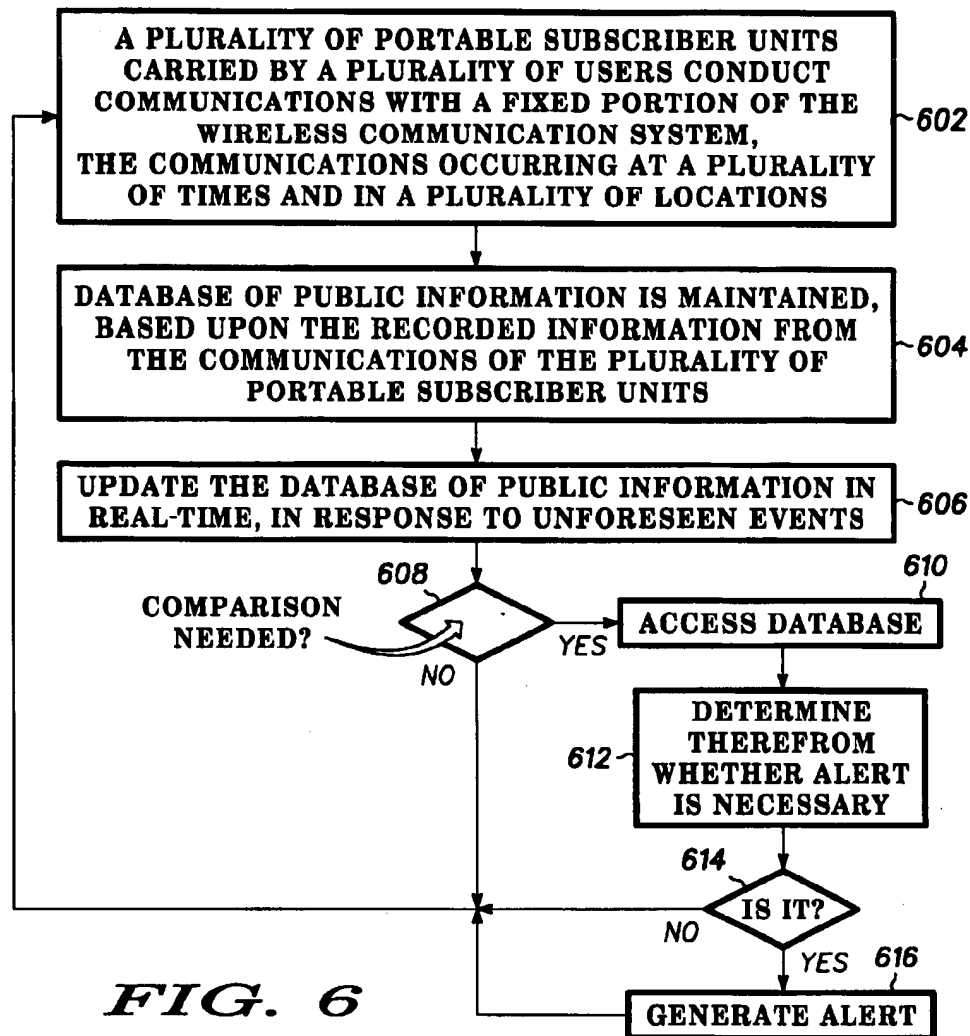 A PLURALITY OF PORTABLE SUBSCRIBER UNITS
CARRIED BY A PLURALITY OF USERS CONDUCT
COMMUNICATIONS WITH A FIXED PORTION OF THE
WIRELESS COMMUNICATION SYSTEM,
THE COMMUNICATIONS OCCURRING AT A PLURALITY
OF TIMES AND IN A PLURALITY OF LOCATIONS
602
DATABASE OF PUBLIC INFORMATION IS MAINTAINED,
BASED UPON THE RECORDED INFORMATION FROM
THE COMMUNICATIONS OF THE PLURALITY OF
PORTABLE SUBSCRIBER UNITS
604
UPDATE THE DATABASE OF PUBLIC INFORMATION IN
REAL-TIME, IN RESPONSE TO UNFORESEEN EVENTS
606
608
COMPARISON
NEEDED?
YES
NO
610
ACCESS DATABASE
612
DETERMINE
THEREFROM
WHETHER ALERT
IS NECESSARY
614
IS IT?
NO
YES
616
GENERATE ALERT
FIG. 6